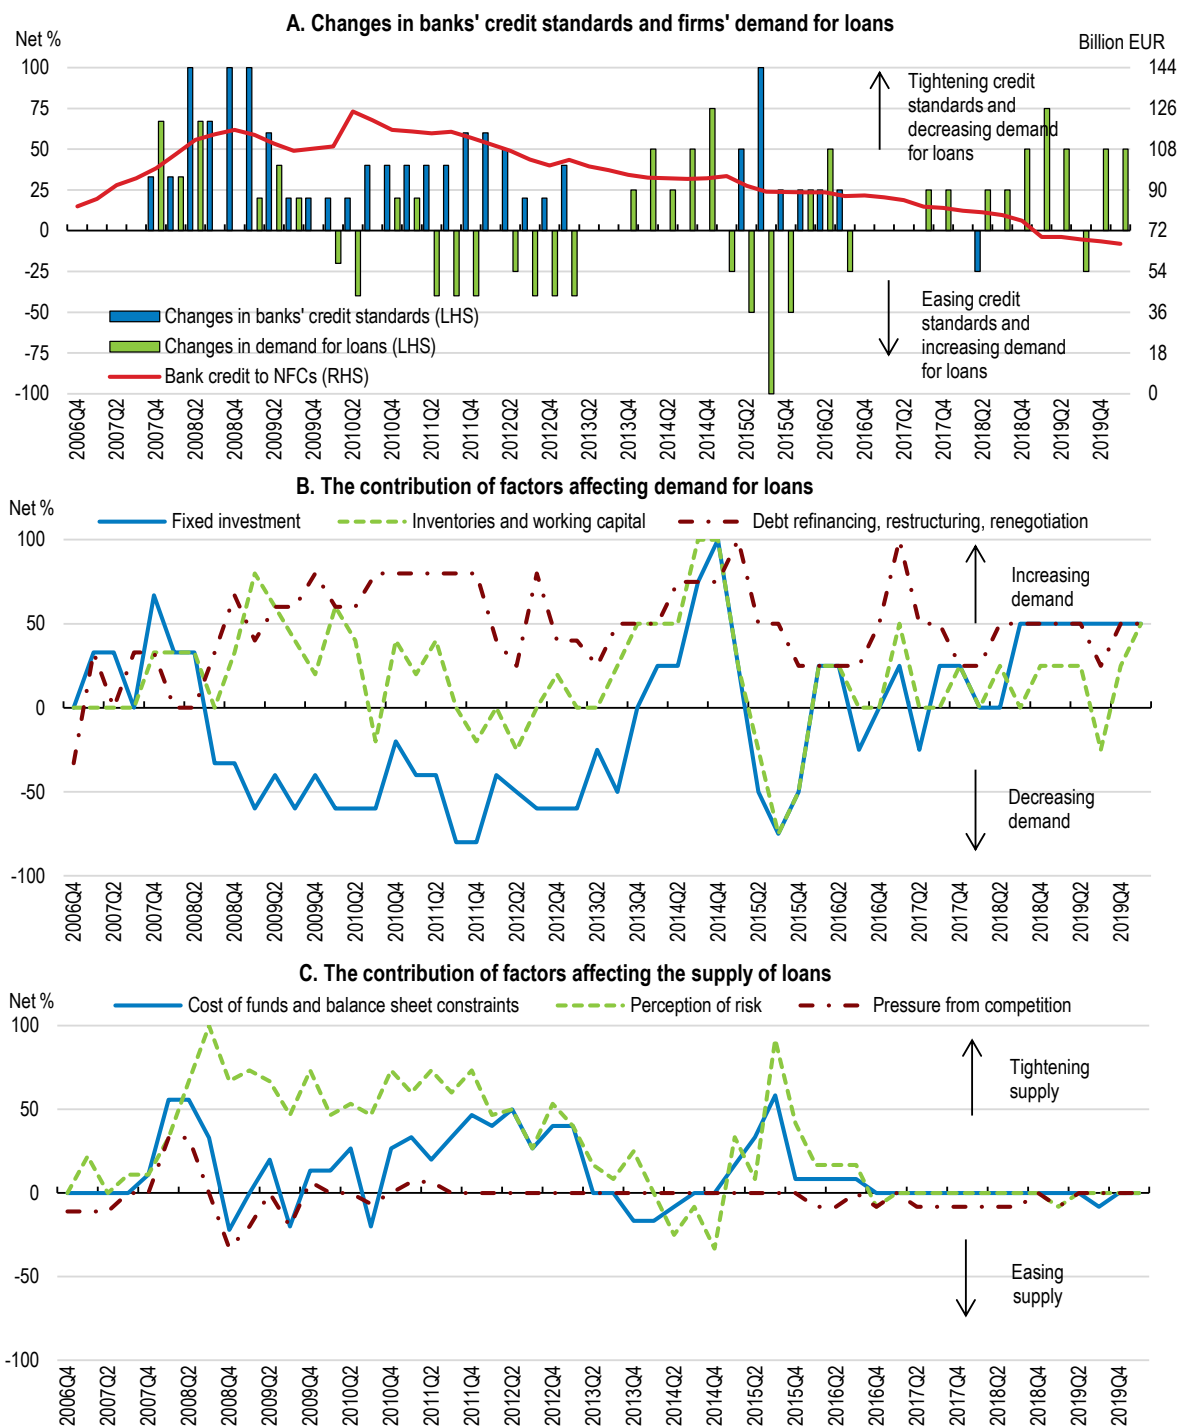 A. Changes in banks' credit standards and firms' demand for loans
Net %
Billion EUR
100
75
50
25
0
-25
-50
-75
-100
144
126
108
90
72
54
36
18
0
Tightening credit
standards and
decreasing demand
for loans
Easing credit
standards and
increasing demand
for loans
Changes in banks' credit standards (LHS)
Changes in demand for loans (LHS)
Bank credit to NFCs (RHS)
2006Q4
2007Q2
2007Q4
2008Q2
2008Q4
2009Q2
2009Q4
2010Q2
2010Q4
2011Q2
2011Q4
2012Q2
2012Q4
2013Q2
2013Q4
2014Q2
2014Q4
2015Q2
2015Q4
2016Q2
2016Q4
2017Q2
2017Q4
2018Q2
2018Q4
2019Q2
2019Q4
B. The contribution of factors affecting demand for loans
Net %
Fixed investment
Inventories and working capital
Debt refinancing, restructuring, renegotiation
100
50
0
-50
-100
Increasing
demand
Decreasing
demand
2006Q4
2007Q2
2007Q4
2008Q2
2008Q4
2009Q2
2009Q4
2010Q2
2010Q4
2011Q2
2011Q4
2012Q2
2012Q4
2013Q2
2013Q4
2014Q2
2014Q4
2015Q2
2015Q4
2016Q2
2016Q4
2017Q2
2017Q4
2018Q2
2018Q4
2019Q2
2019Q4
C. The contribution of factors affecting the supply of loans
Net %
Cost of funds and balance sheet constraints
Perception of risk
Pressure from competition
100
50
0
-50
-100
Tightening
supply
Easing
supply
2006Q4
2007Q2
2007Q4
2008Q2
2008Q4
2009Q2
2009Q4
2010Q2
2010Q4
2011Q2
2011Q4
2012Q2
2012Q4
2013Q2
2013Q4
2014Q2
2014Q4
2015Q2
2015Q4
2016Q2
2016Q4
2017Q2
2017Q4
2018Q2
2018Q4
2019Q2
2019Q4